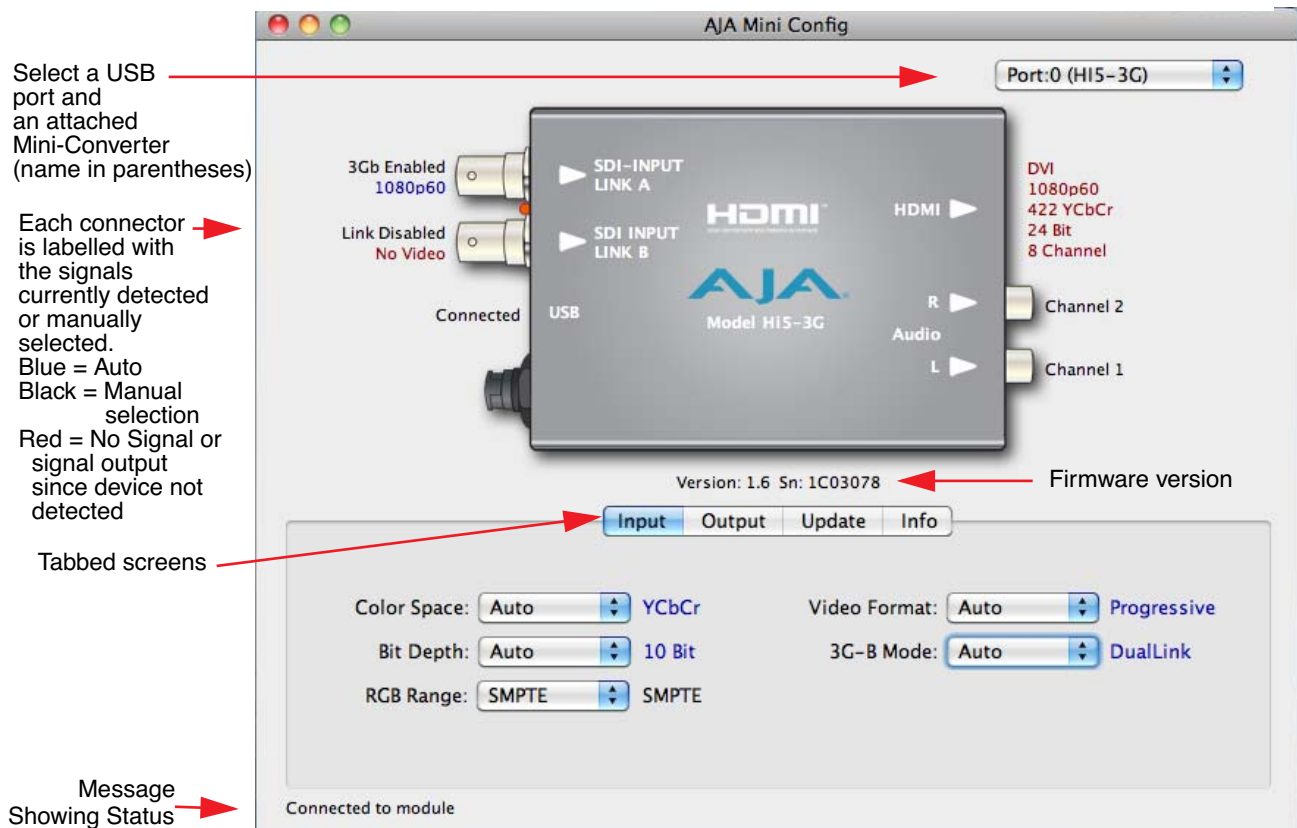 AJA Mini Config
Select a USB
port and
an attached
Mini-Converter
(name in parentheses)
Port:0 (HI5-3G)
3Gb Enabled
1080p60
SDI-INPUT
LINK A
Link Disabled
No Video
SDI INPUT
LINK B
Connected
USB
HDMI
AJA
Model Hi5-3G
HDMI
DVI
1080p60
422 YCbCr
24 Bit
8 Channel
R
Channel 2
Audio
L
Channel 1
Each connector
is labelled with
the signals
currently detected
or manually
selected.
Blue = Auto
Black = Manual
selection
Red = No Signal or
signal output
since device not
detected
Version: 1.6 Sn: 1C03078
Firmware version
Tabbed screens
Input Output Update Info
Color Space: Auto YCbCr
Video Format: Auto Progressive
Bit Depth: Auto 10 Bit
3G-B Mode: Auto DualLink
RGB Range: SMPTE SMPTE
Message
Showing Status
Connected to module